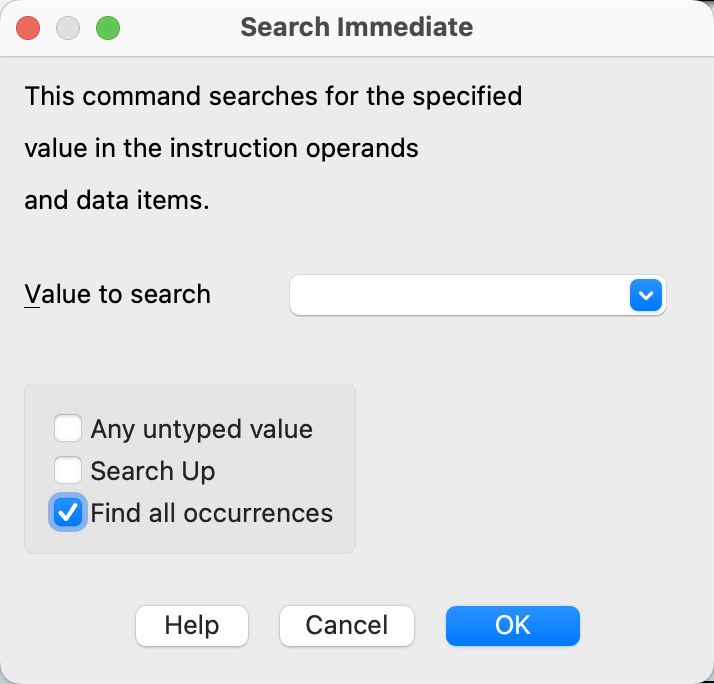 Search Immediate
This command searches for the specified
value in the instruction operands
and data items.
Value to search
Any untyped value
Search Up
Find all occurrences
Help Cancel OK